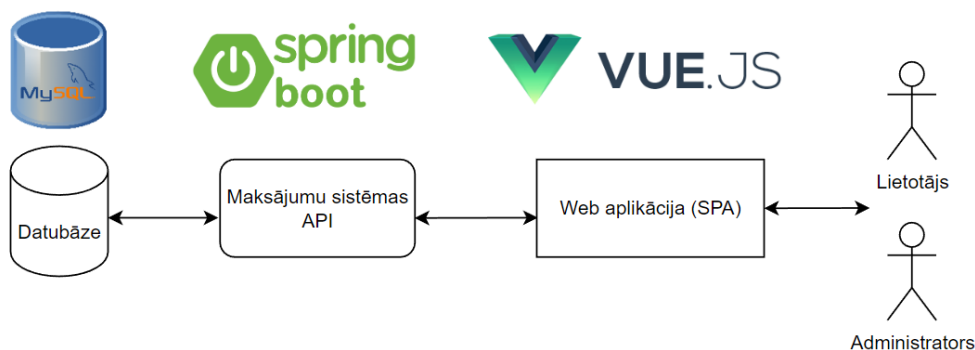 MySQL
spring
boot
VUE.JS
Datubāze
Maksājumu sistēmas
API
Web aplikācija (SPA)
Lietotājs
Administrators